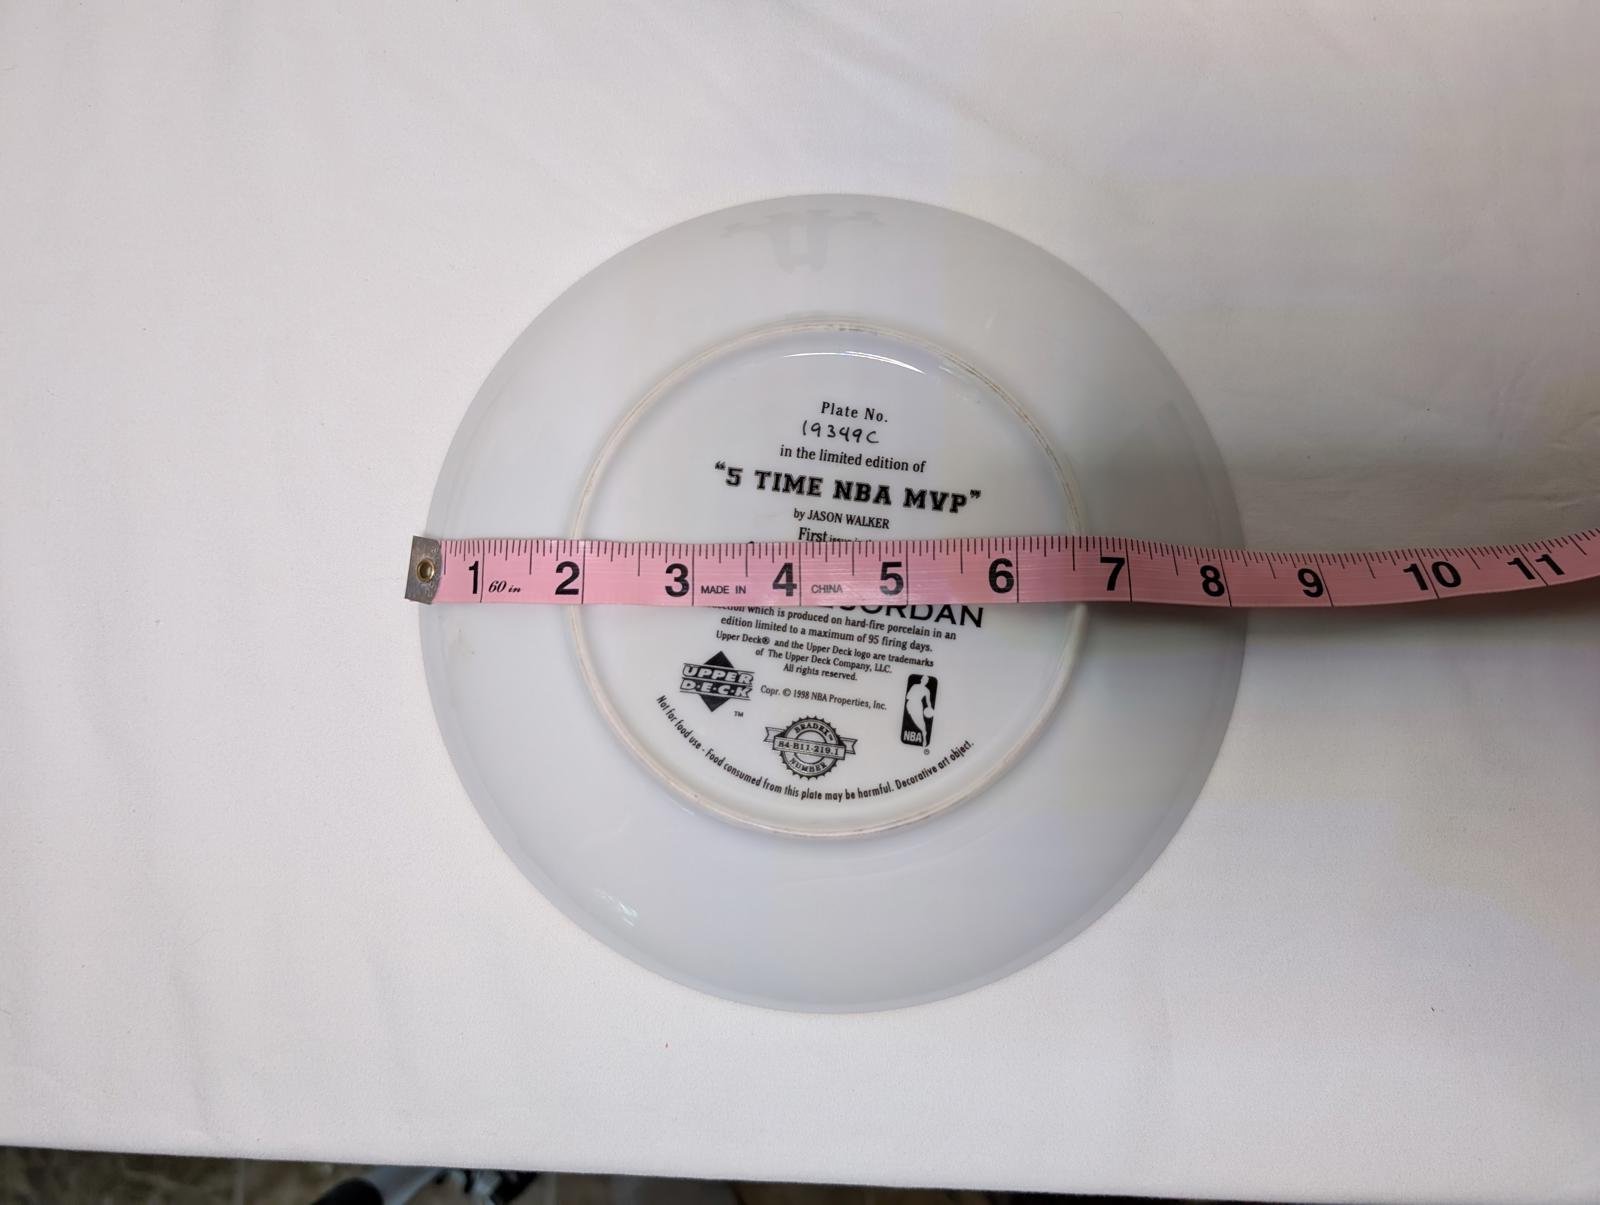 Plate No.
19349C
in the limited edition of
"5 TIME NBA MVP"
by JASON WALKER
First
1 60 in 2 3 MADE IN 4 CHINA 5 6 7 8 9 10 11
JORDAN
which is produced on hard-fire porcelain in an
edition limited to a maximum of 95 firing days.
Upper Deck® and the Upper Deck logo are trademarks
of The Upper Deck Company, LLC.
All rights reserved.
UPPER
D·E·C·K
™
Copr. © 1998 NBA Properties, Inc.
NBA
®
BRADEX™
84-B11-219.1
NUMBER
Not for food use - Food consumed from this plate may be harmful. Decorative art object.